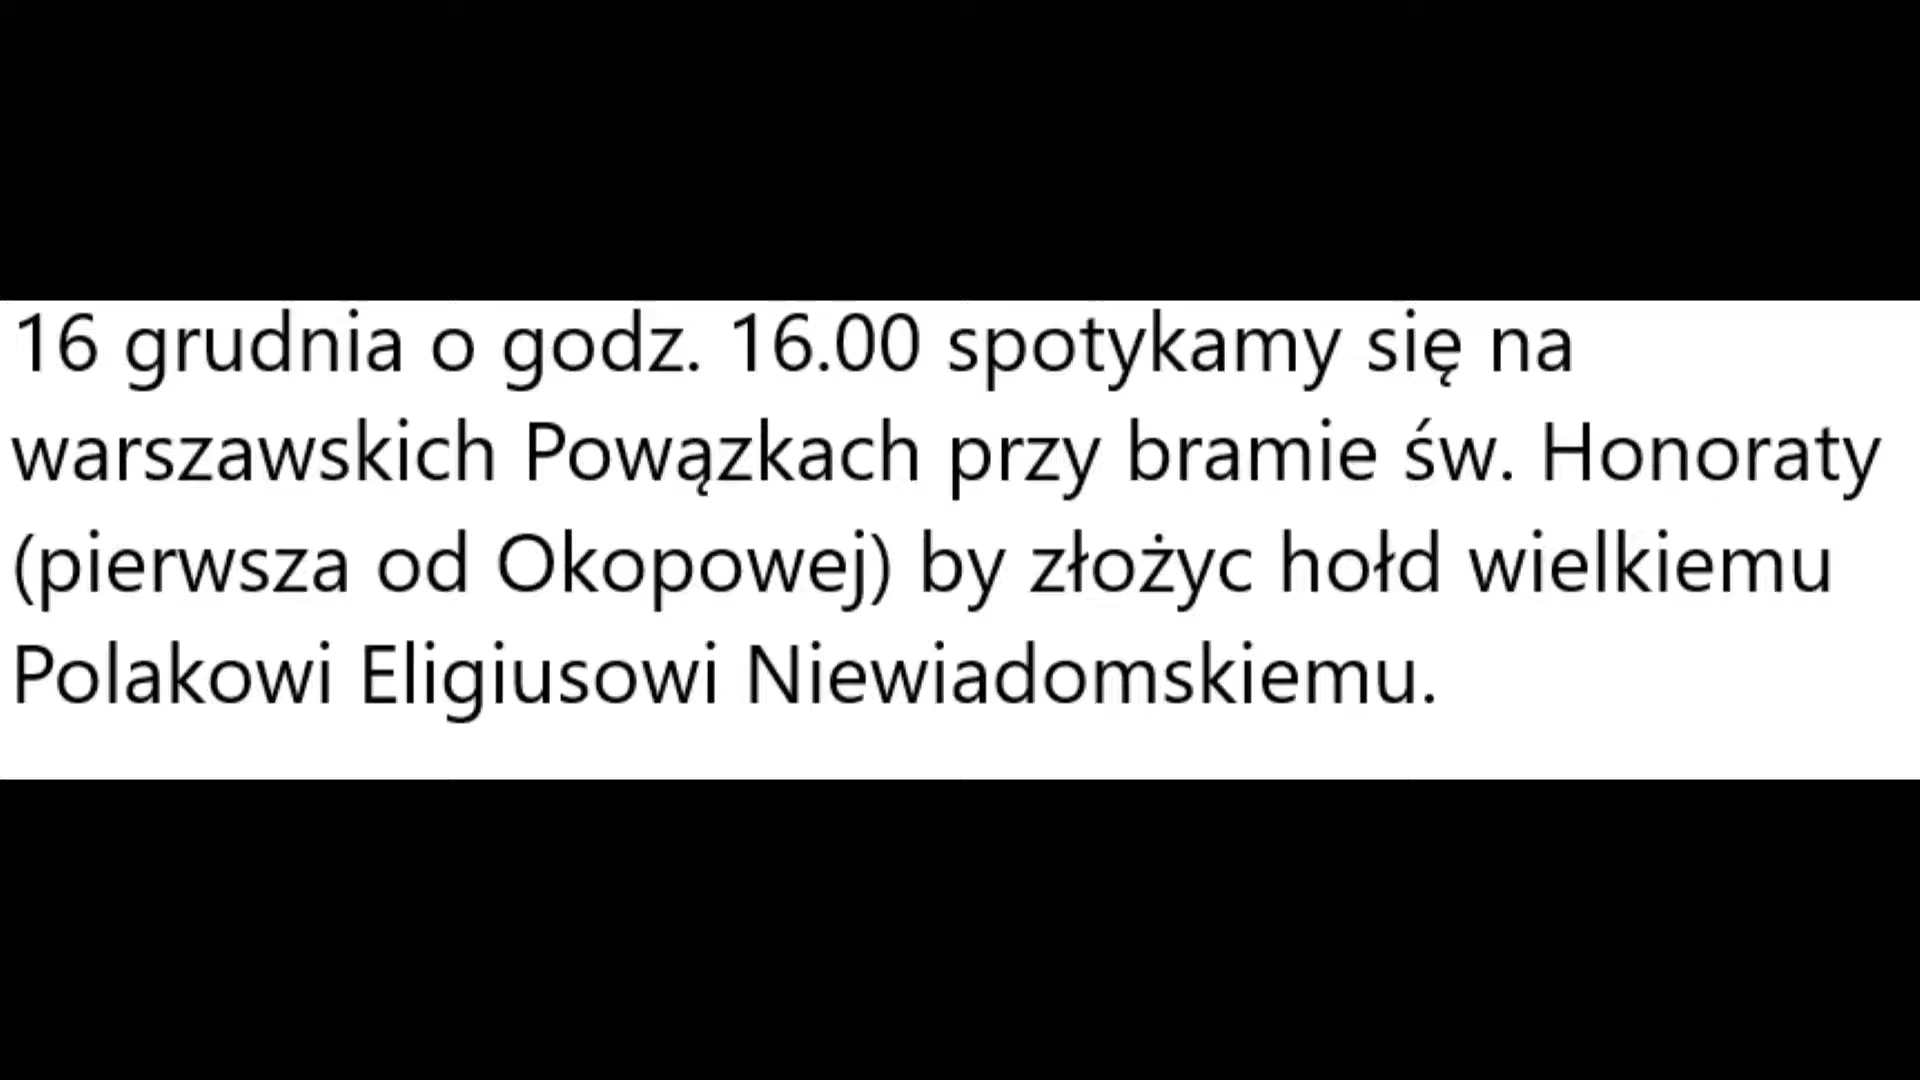 16 grudnia o godz. 16.00 spotykamy się na
warszawskich Powązkach przy bramie św. Honoraty
(pierwsza od Okopowej) by złożyc hołd wielkiemu
Polakowi Eligiusowi Niewiadomskiemu.